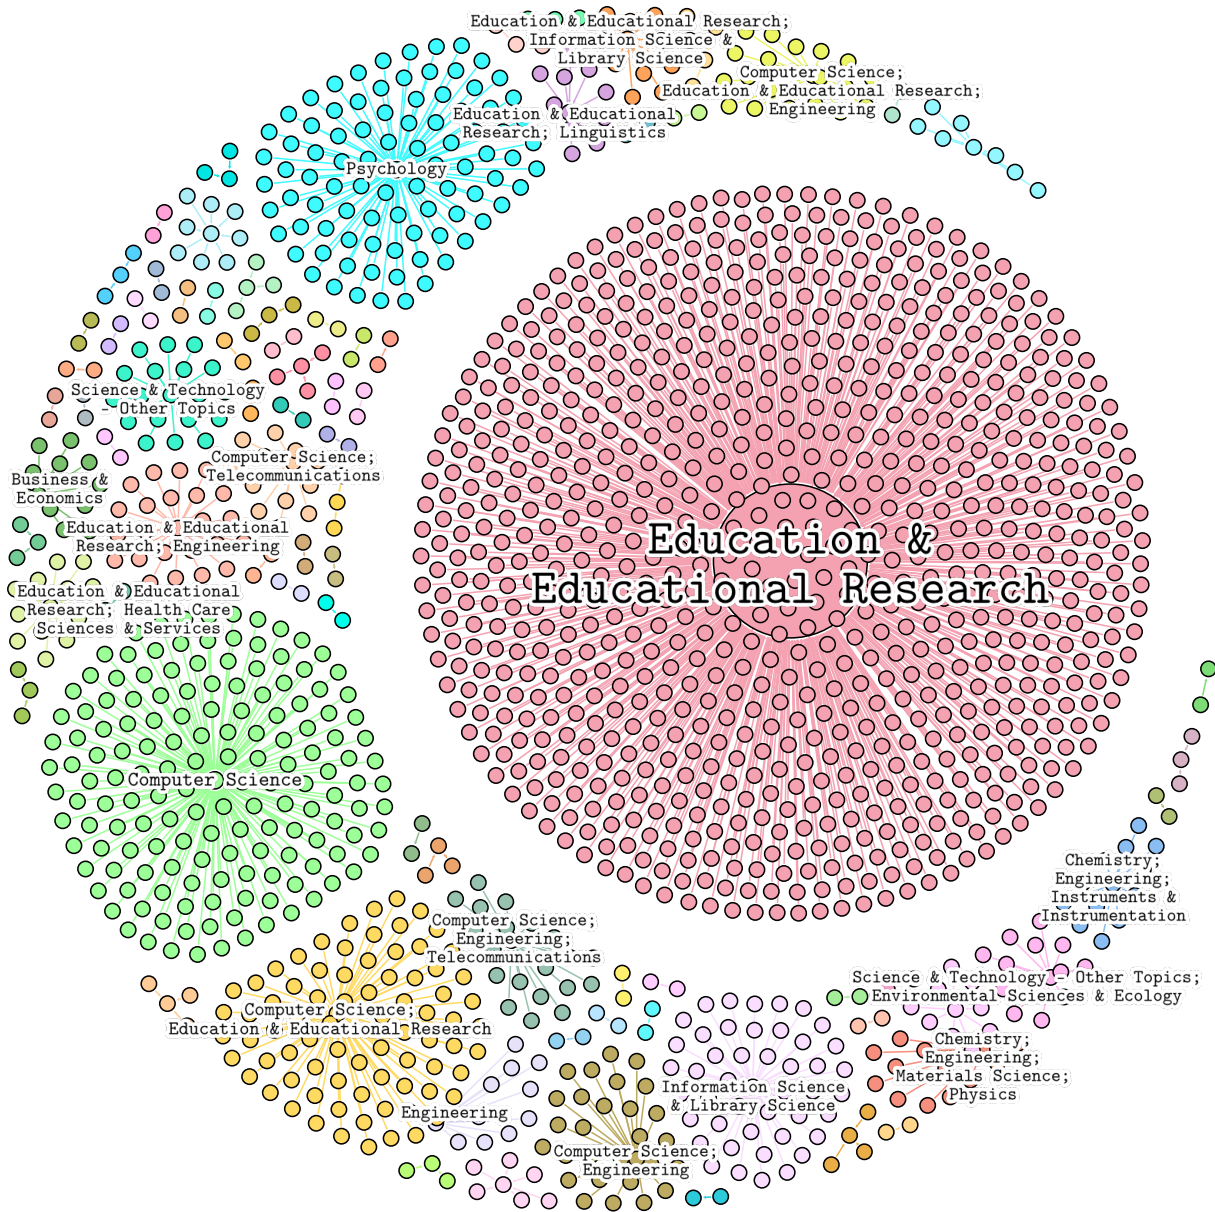 Education & Educational Research;
Information Science &
Library Science
Computer Science;
Education & Educational Research;
Engineering
Education & Educational
Research; Linguistics
Psychology
Science & Technology
- Other Topics
Computer Science;
Telecommunications
Business &
Economics
Education & Educational
Research; Engineering
Education &
Educational Research
Education & Educational
Research; Health Care
Sciences & Services
Computer Science
Chemistry;
Engineering;
Instruments &
Instrumentation
Computer Science;
Engineering;
Telecommunications
Science & Technology - Other Topics;
Environmental Sciences & Ecology
Computer Science;
Education & Educational Research
Chemistry;
Engineering;
Materials Science;
Physics
Information Science
& Library Science
Engineering
Computer Science;
Engineering